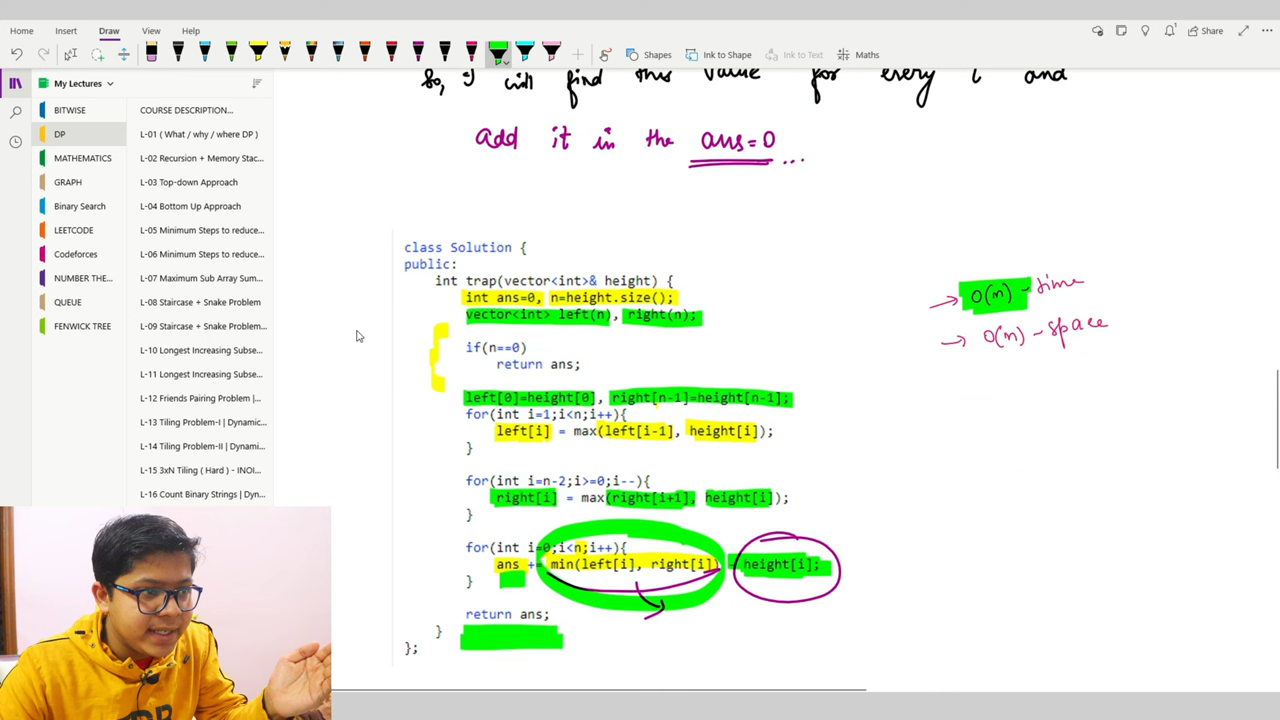 Home Insert Draw View Help
Share
Shapes Ink to Shape Ink to Text Maths
My Lectures
BITWISE
DP
MATHEMATICS
GRAPH
Binary Search
LEETCODE
Codeforces
NUMBER THE...
QUEUE
FENWICK TREE
COURSE DESCRIPTION...
L-01 ( What / why / where DP )
L-02 Recursion + Memory Stac...
L-03 Top-down Approach
L-04 Bottom Up Approach
L-05 Minimum Steps to reduce...
L-06 Minimum Steps to reduce...
L-07 Maximum Sub Array Sum...
L-08 Staircase + Snake Problem
L-09 Staircase + Snake Problem...
L-10 Longest Increasing Subse...
L-11 Longest Increasing Subse...
L-12 Friends Pairing Problem | ...
L-13 Tiling Problem-I | Dynamic...
L-14 Tiling Problem-II | Dynami...
L-15 3xN Tiling ( Hard ) - INOI...
L-16 Count Binary Strings | Dyn...
So, I will find this value for every i and
Add it in the ans=0 ...
class Solution {
public:
int trap(vector<int>& height) {
int ans=0, n=height.size();
vector<int> left(n), right(n);
if(n==0)
return ans;
left[0]=height[0], right[n-1]=height[n-1];
for(int i=1;i<n;i++){
left[i] = max(left[i-1], height[i]);
}
for(int i=n-2;i>=0;i--){
right[i] = max(right[i+1], height[i]);
}
for(int i=0;i<n;i++){
ans += min(left[i], right[i]) - height[i];
}
return ans;
}
};
→ O(n) - time
→ O(n) - space